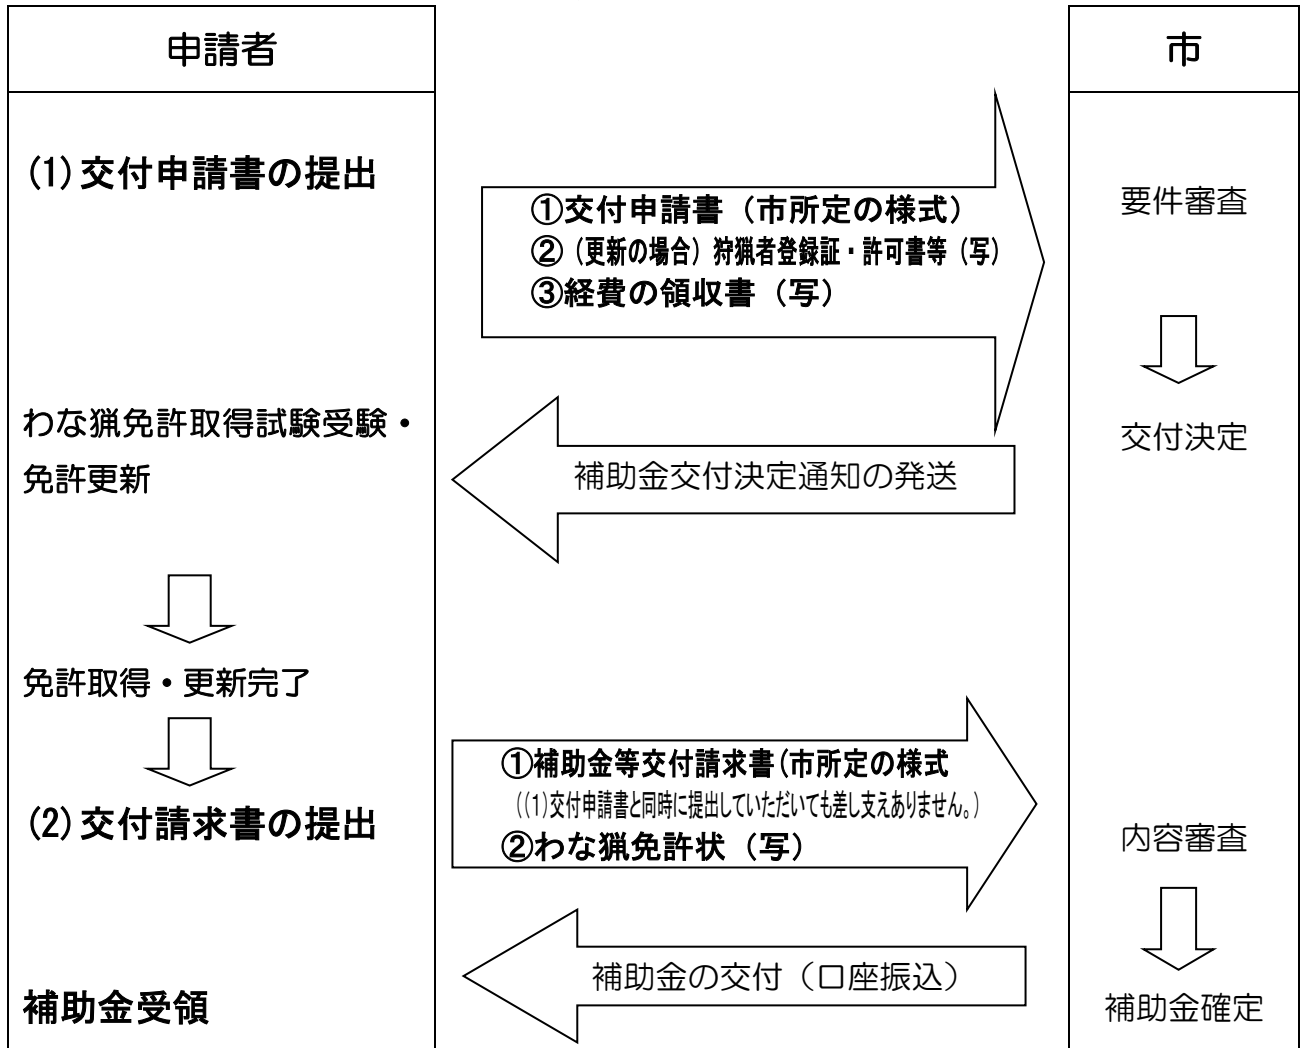 申請者
市
(1)交付申請書の提出
①交付申請書（市所定の様式）
②（更新の場合）狩猟者登録証・許可書等（写）
③経費の領収書（写）
要件審査
交付決定
わな猟免許取得試験受験・
免許更新
補助金交付決定通知の発送
免許取得・更新完了
(2)交付請求書の提出
①補助金等交付請求書(市所定の様式
((1)交付申請書と同時に提出していただいても差し支えありません。)
②わな猟免許状（写）
内容審査
補助金の交付（口座振込）
補助金受領
補助金確定